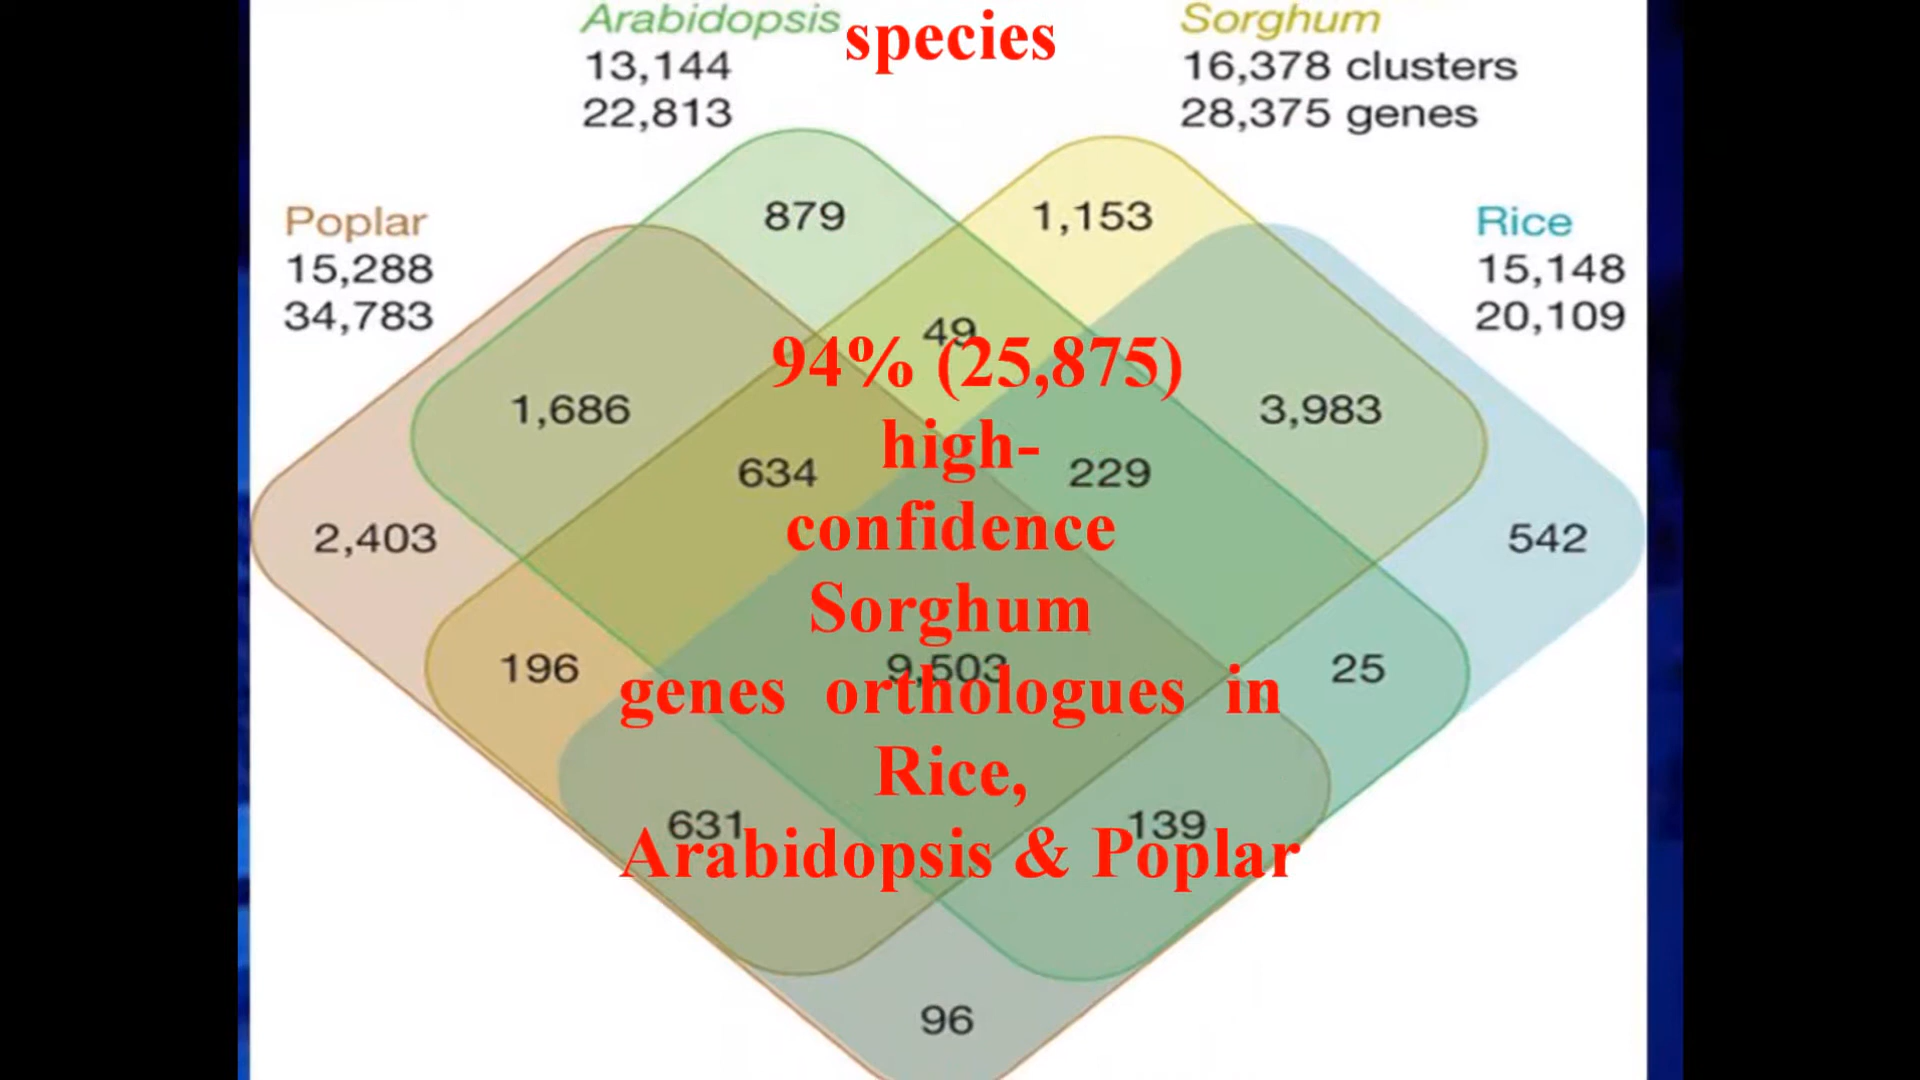 Arabidopsis
13,144
22,813
species
Sorghum
16,378 clusters
28,375 genes
Poplar
15,288
34,783
Rice
15,148
20,109
879
1,153
49
94% (25,875)
high-
confidence
Sorghum
genes orthologues in
Rice,
Arabidopsis & Poplar
1,686
3,983
634
229
2,403
542
196
9,503
25
631
139
96